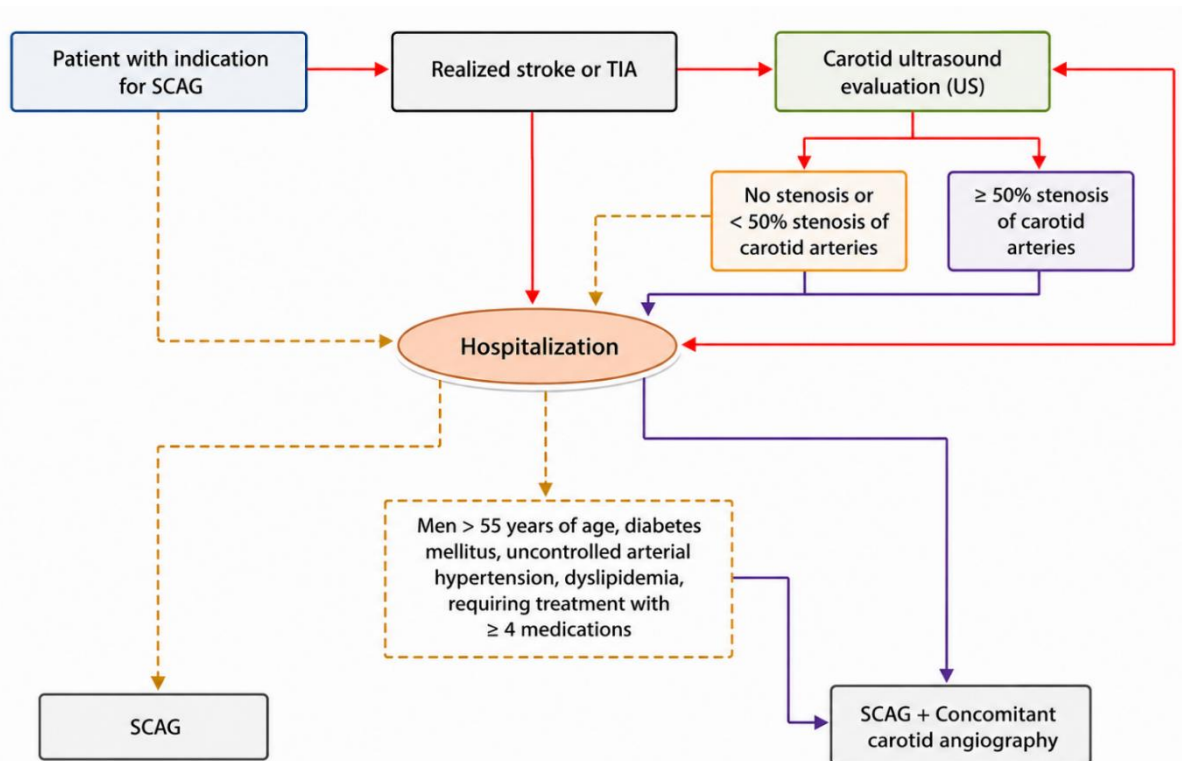 Patient with indication
for SCAG
Realized stroke or TIA
Carotid ultrasound
evaluation (US)
No stenosis or
< 50% stenosis of
carotid arteries
≥ 50% stenosis
of carotid
arteries
Hospitalization
Men > 55 years of age, diabetes
mellitus, uncontrolled arterial
hypertension, dyslipidemia,
requiring treatment with
≥ 4 medications
SCAG
SCAG + Concomitant
carotid angiography